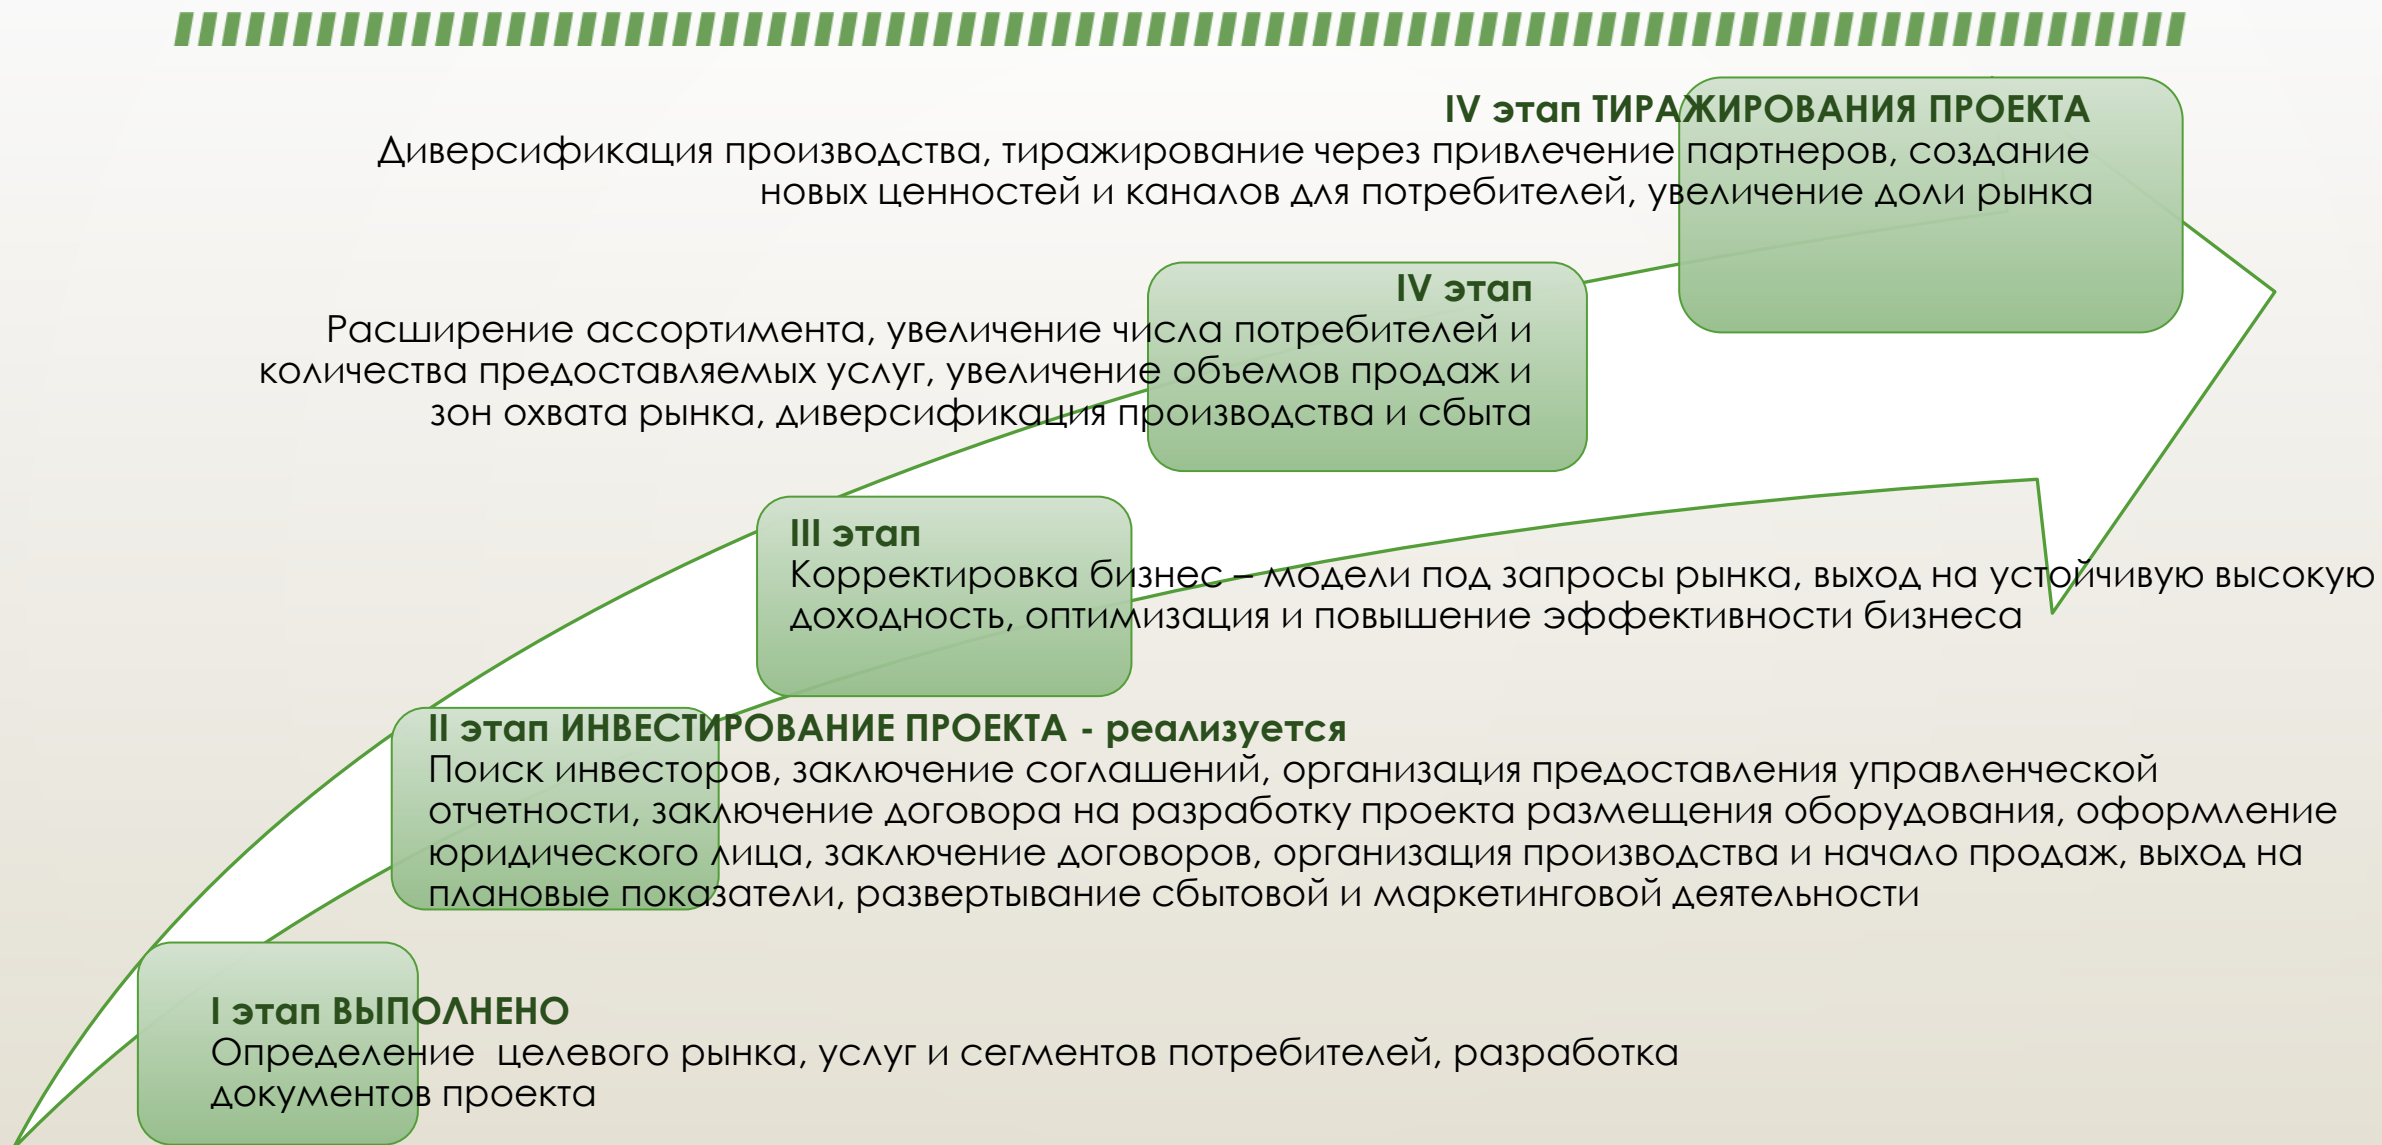 IV этап ТИРАЖИРОВАНИЯ ПРОЕКТА
Диверсификация производства, тиражирование через привлечение партнеров, создание
новых ценностей и каналов для потребителей, увеличение доли рынка
IV этап
Расширение ассортимента, увеличение числа потребителей и
количества предоставляемых услуг, увеличение объемов продаж и
зон охвата рынка, диверсификация производства и сбыта
III этап
Корректировка бизнес – модели под запросы рынка, выход на устойчивую высокую
доходность, оптимизация и повышение эффективности бизнеса
II этап ИНВЕСТИРОВАНИЕ ПРОЕКТА - реализуется
Поиск инвесторов, заключение соглашений, организация предоставления управленческой
отчетности, заключение договора на разработку проекта размещения оборудования, оформление
юридического лица, заключение договоров, организация производства и начало продаж, выход на
плановые показатели, развертывание сбытовой и маркетинговой деятельности
I этап ВЫПОЛНЕНО
Определение  целевого рынка, услуг и сегментов потребителей, разработка
документов проекта